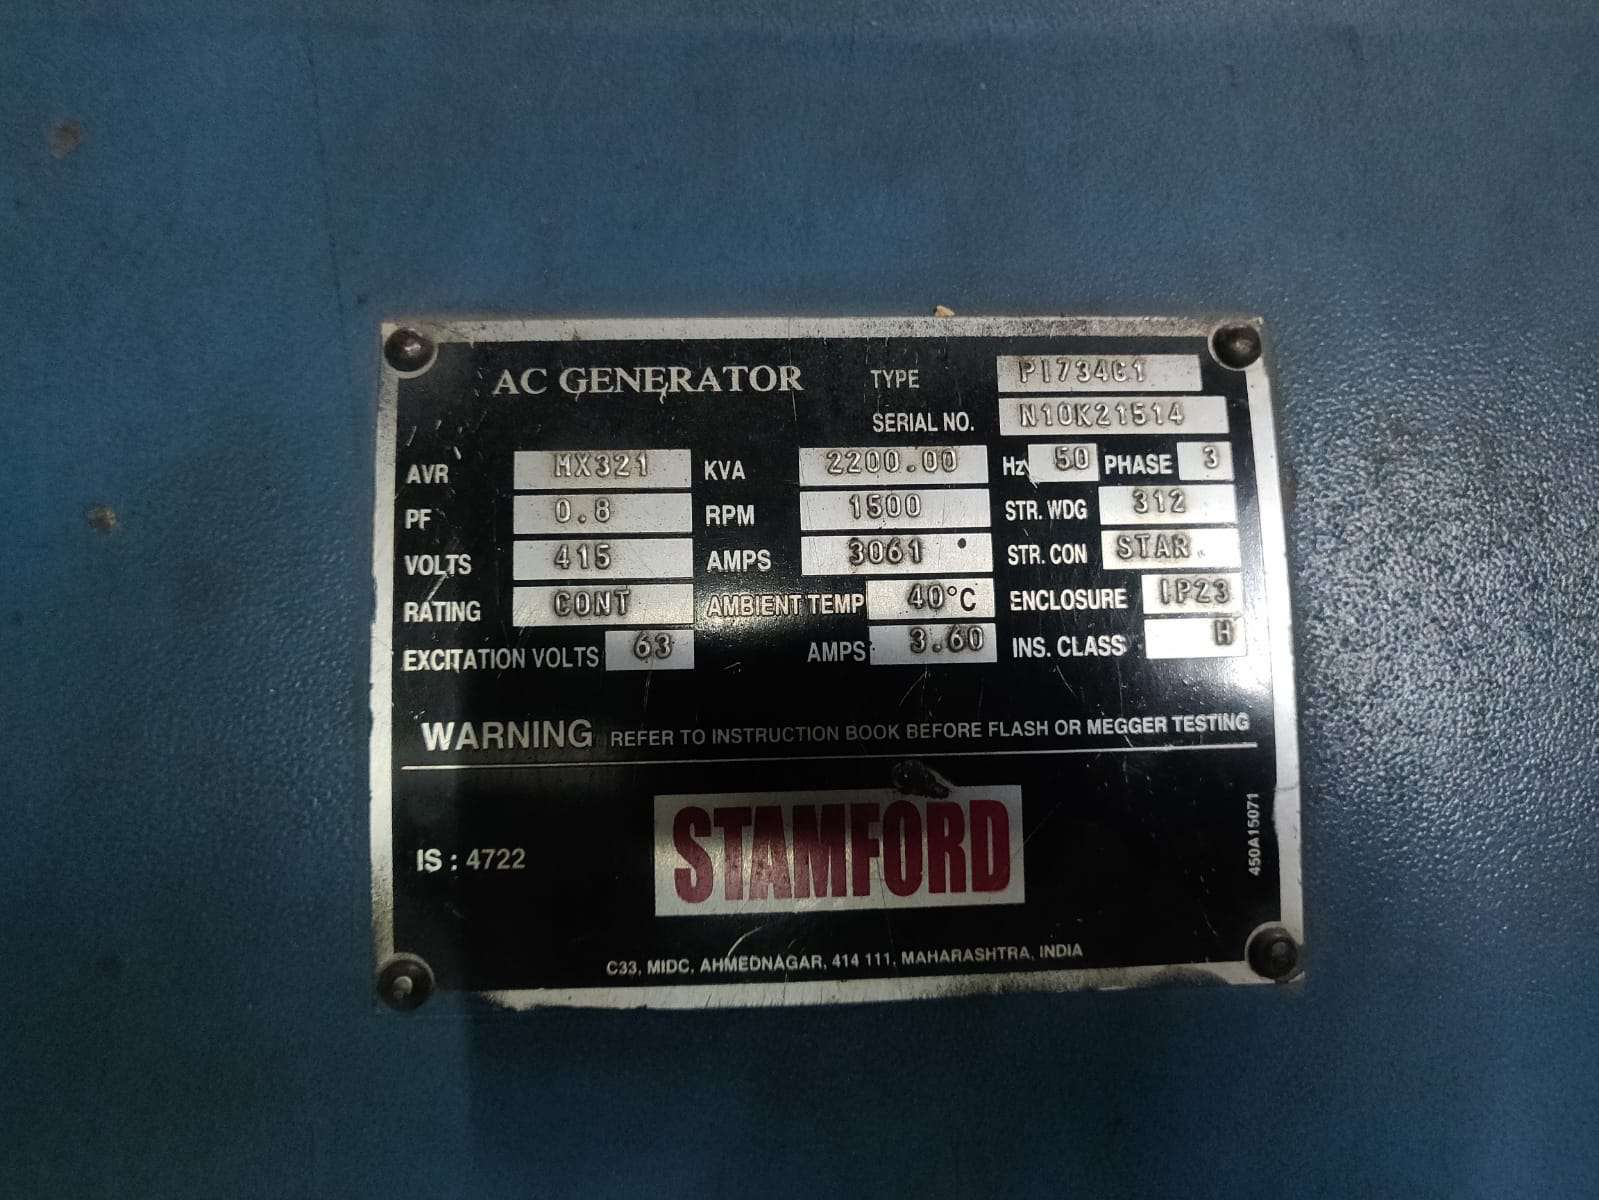 AC GENERATOR TYPE PI734G1
SERIAL NO. N10K21514
AVR MX321 KVA 2200.00 Hz 50 PHASE 3
PF 0.8 RPM 1500 STR. WDG 312
VOLTS 415 AMPS 3061 STR. CON STAR.
RATING CONT AMBIENT TEMP 40°C ENCLOSURE IP23
EXCITATION VOLTS 63 AMPS 3.60 INS. CLASS H
WARNING REFER TO INSTRUCTION BOOK BEFORE FLASH OR MEGGER TESTING
STAMFORD
IS : 4722
450A15071
C33, MIDC, AHMEDNAGAR, 414 111, MAHARASHTRA, INDIA